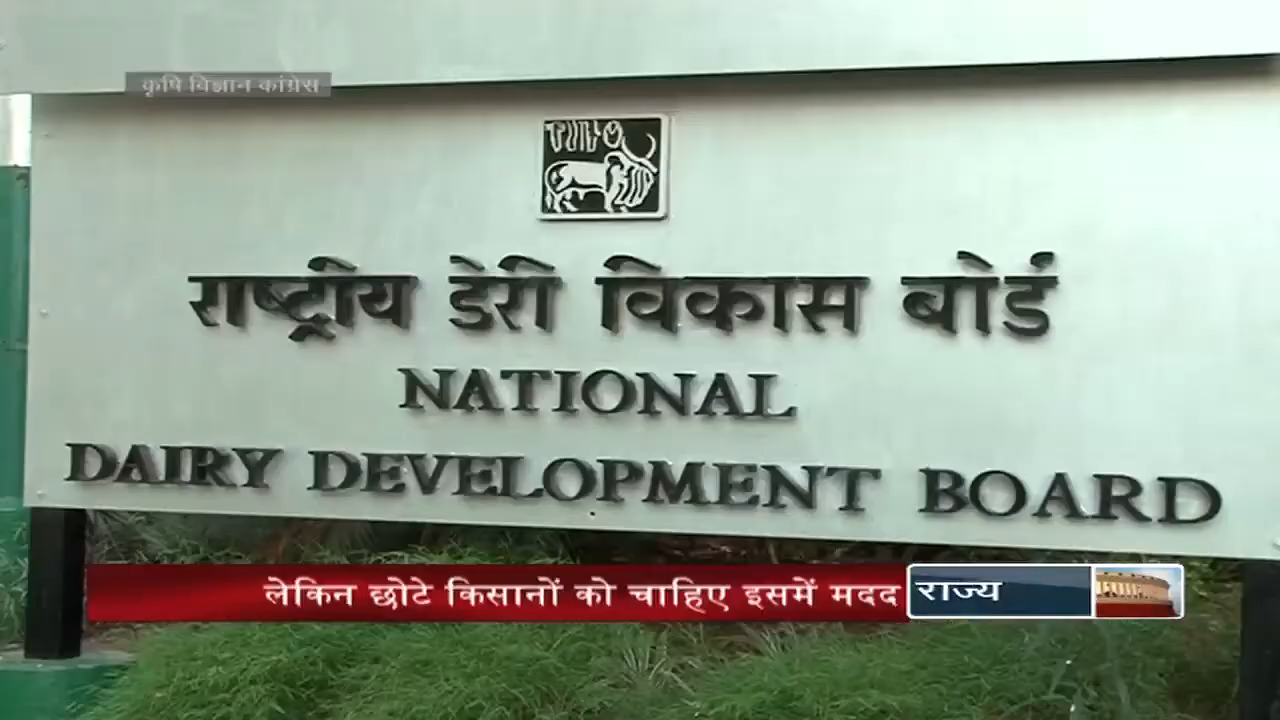 कृषि विज्ञान कांग्रेस
राष्ट्रीय डेरी विकास बोर्ड
NATIONAL
DAIRY DEVELOPMENT BOARD
लेकिन छोटे किसानों को चाहिए इसमें मदद
राज्य